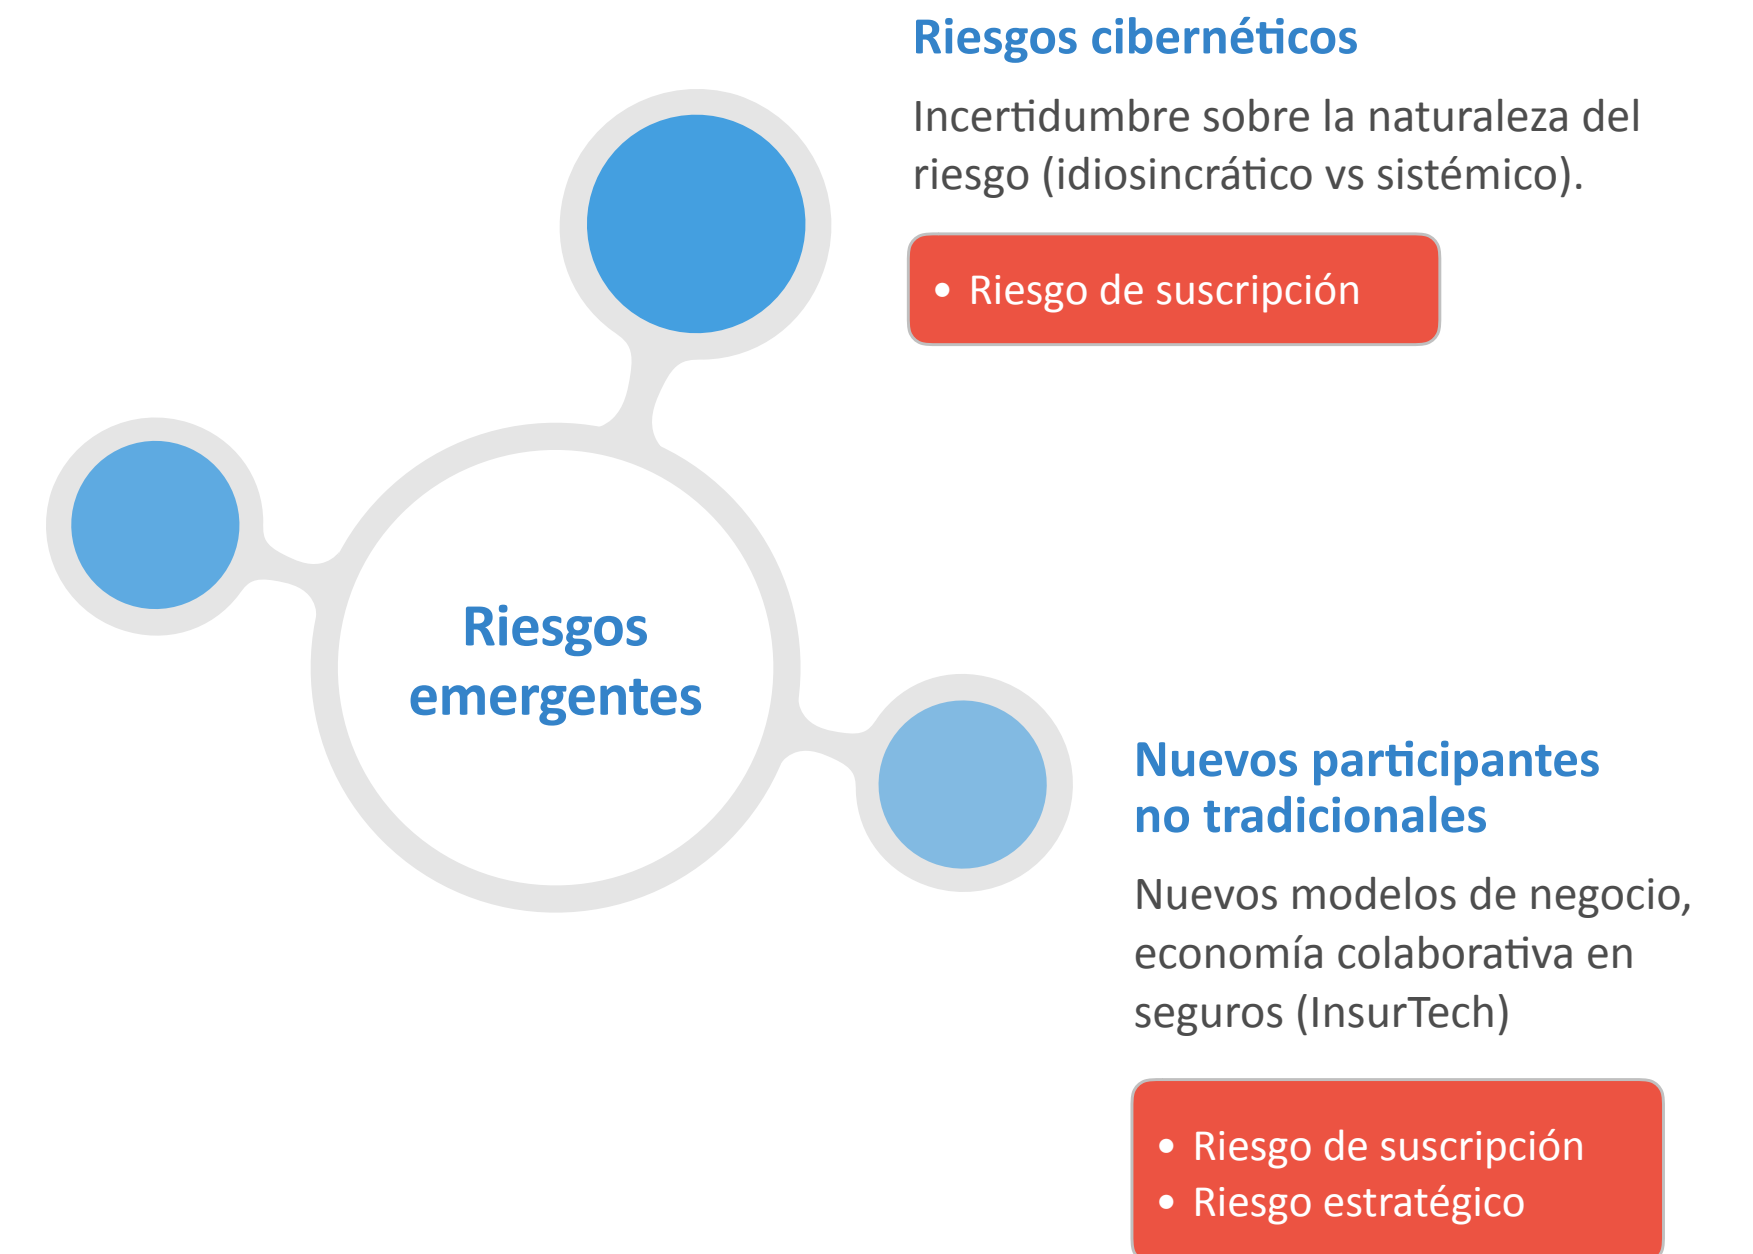 Riesgos cibernéticos
Incertidumbre sobre la naturaleza del
riesgo (idiosincrático vs sistémico).
• Riesgo de suscripción
Riesgos
emergentes
Nuevos participantes
no tradicionales
Nuevos modelos de negocio,
economía colaborativa en
seguros (InsurTech)
• Riesgo de suscripción
• Riesgo estratégico